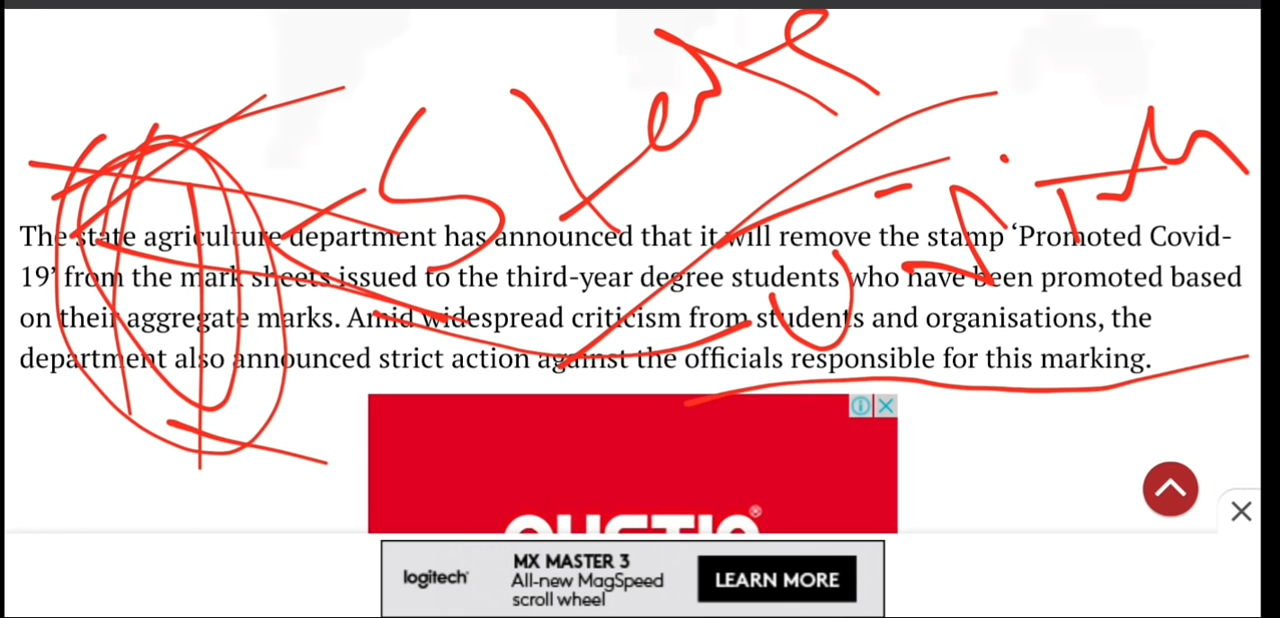 The state agriculture department has announced that it will remove the stamp ‘Promoted Covid-
19’ from the mark sheets issued to the third-year degree students who have been promoted based
on their aggregate marks. Amid widespread criticism from students and organisations, the
department also announced strict action against the officials responsible for this marking.
logitech
MX MASTER 3
All-new MagSpeed
scroll wheel
LEARN MORE